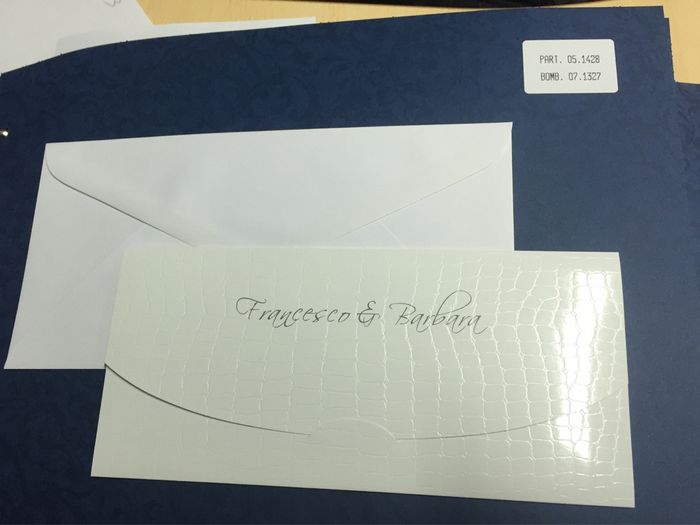 PART. 05.1428
BOMB. 07.1327
Francesco & Barbara